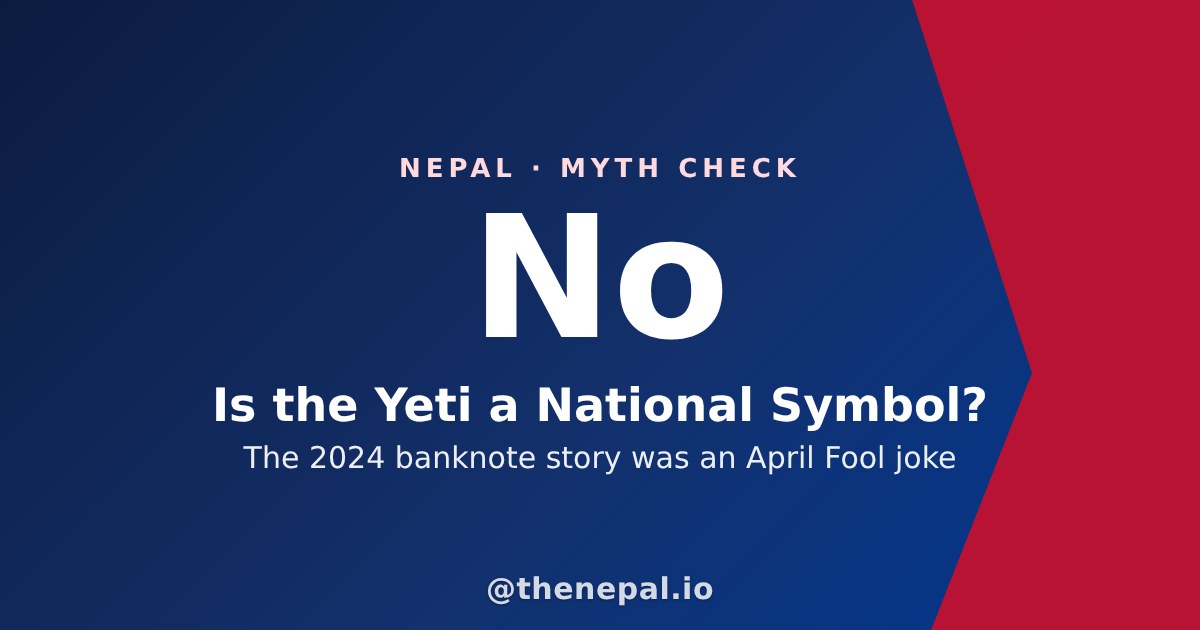 NEPAL · MYTH CHECK
No
Is the Yeti a National Symbol?
The 2024 banknote story was an April Fool joke
@thenepal.io